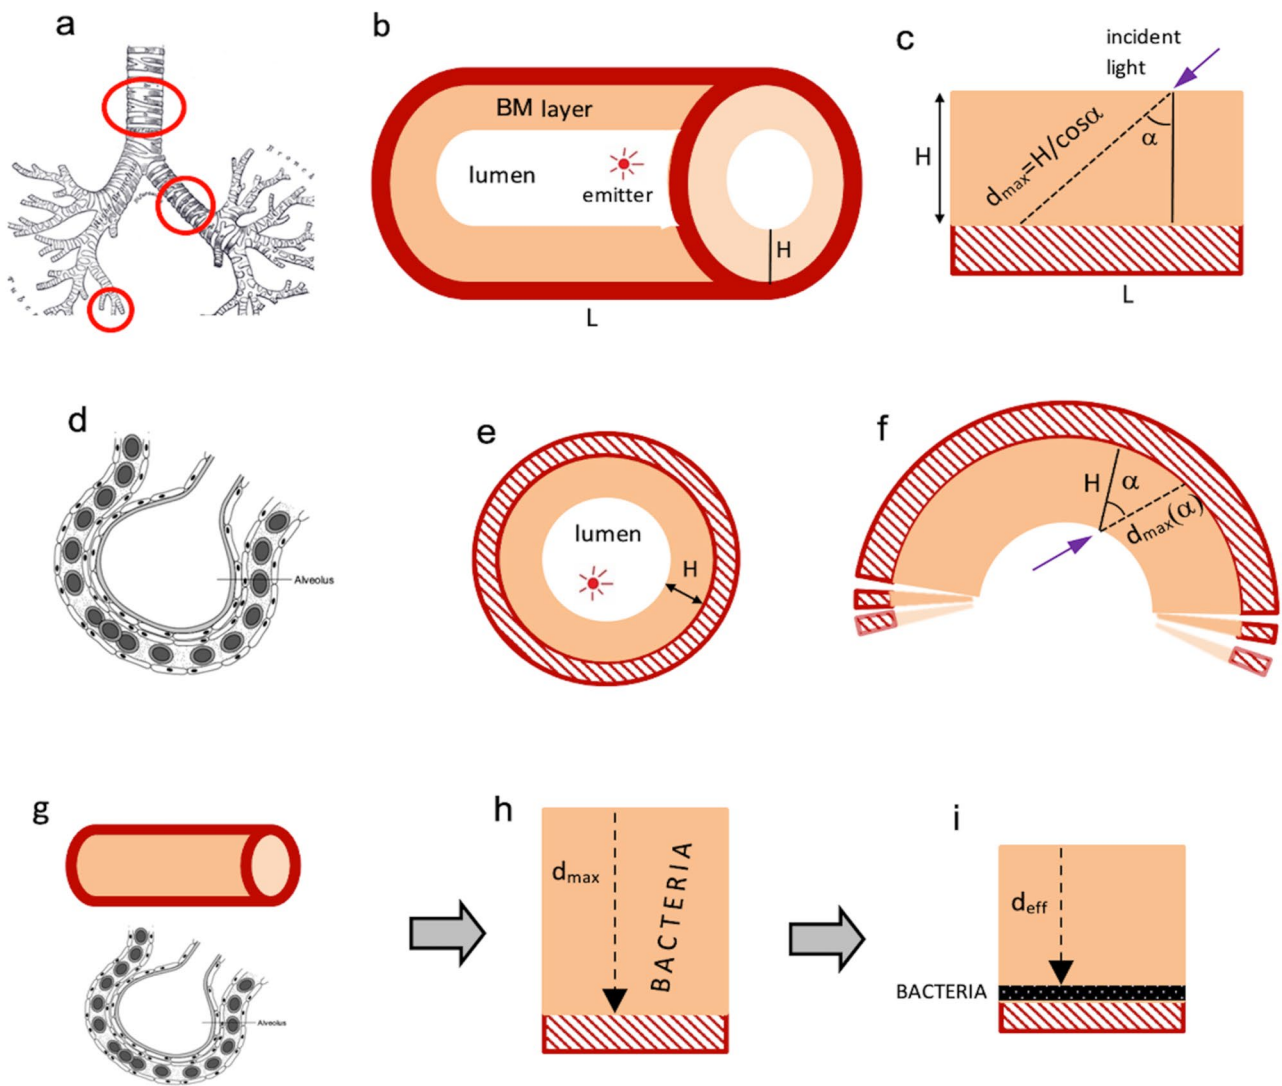 a
b
c
incident
light
BM layer
lumen
emitter
H
L
H
dmax=H/cosα
α
L
d
Alveolus
e
lumen
H
f
H
α
dmax(α)
g
Alveolus
h
dmax
BACTERIA
i
deff
BACTERIA